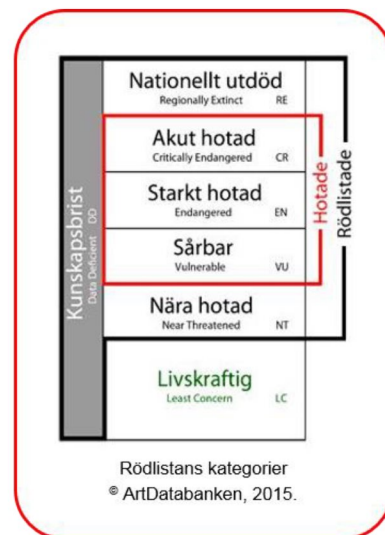 Nationellt utdöd
Regionally Extinct RE
Akut hotad
Critically Endangered CR
Starkt hotad
Endangered EN
Sårbar
Vulnerable VU
Nära hotad
Near Threatened NT
Livskraftig
Least Concern LC
Kunskapsbrist
Data Deficient DD
Hotade
Rödlistade
Rödlistans kategorier
© ArtDatabanken, 2015.